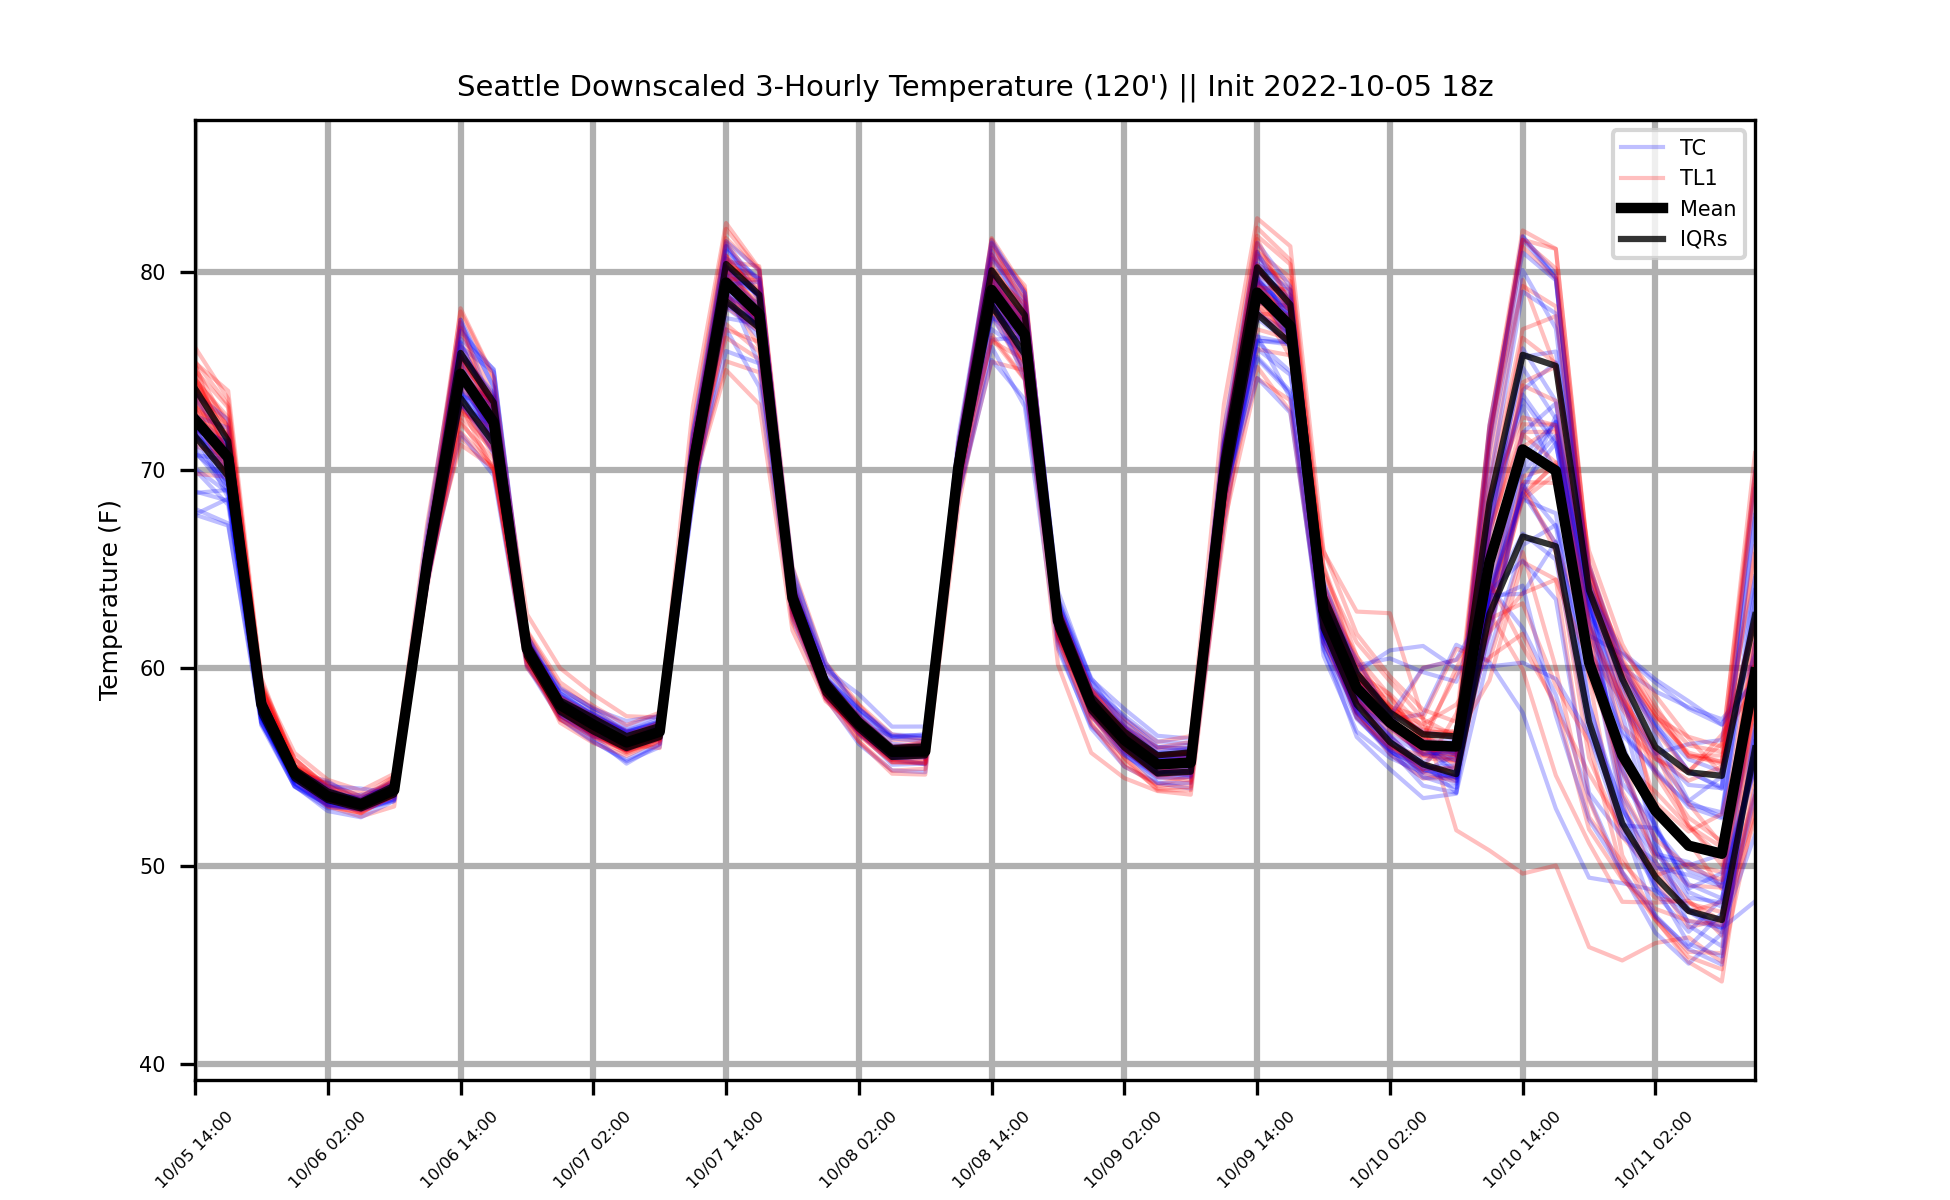 Seattle Downscaled 3-Hourly Temperature (120') || Init 2022-10-05 18z
TC
TL1
Mean
IQRs
Temperature (F)
80
70
60
50
40
10/05 14:00
10/06 02:00
10/06 14:00
10/07 02:00
10/07 14:00
10/08 02:00
10/08 14:00
10/09 02:00
10/09 14:00
10/10 02:00
10/10 14:00
10/11 02:00